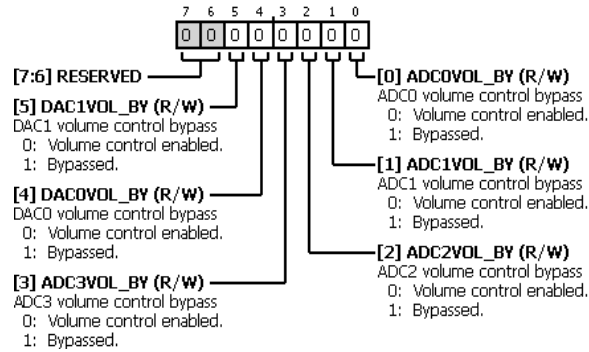 7 6 5 4 3 2 1 0
0 0 0 0 0 0 0 0
[7:6] RESERVED
[5] DAC1VOL_BY (R/W)
DAC1 volume control bypass
0: Volume control enabled.
1: Bypassed.
[4] DAC0VOL_BY (R/W)
DAC0 volume control bypass
0: Volume control enabled.
1: Bypassed.
[3] ADC3VOL_BY (R/W)
ADC3 volume control bypass
0: Volume control enabled.
1: Bypassed.
[0] ADC0VOL_BY (R/W)
ADC0 volume control bypass
0: Volume control enabled.
1: Bypassed.
[1] ADC1VOL_BY (R/W)
ADC1 volume control bypass
0: Volume control enabled.
1: Bypassed.
[2] ADC2VOL_BY (R/W)
ADC2 volume control bypass
0: Volume control enabled.
1: Bypassed.